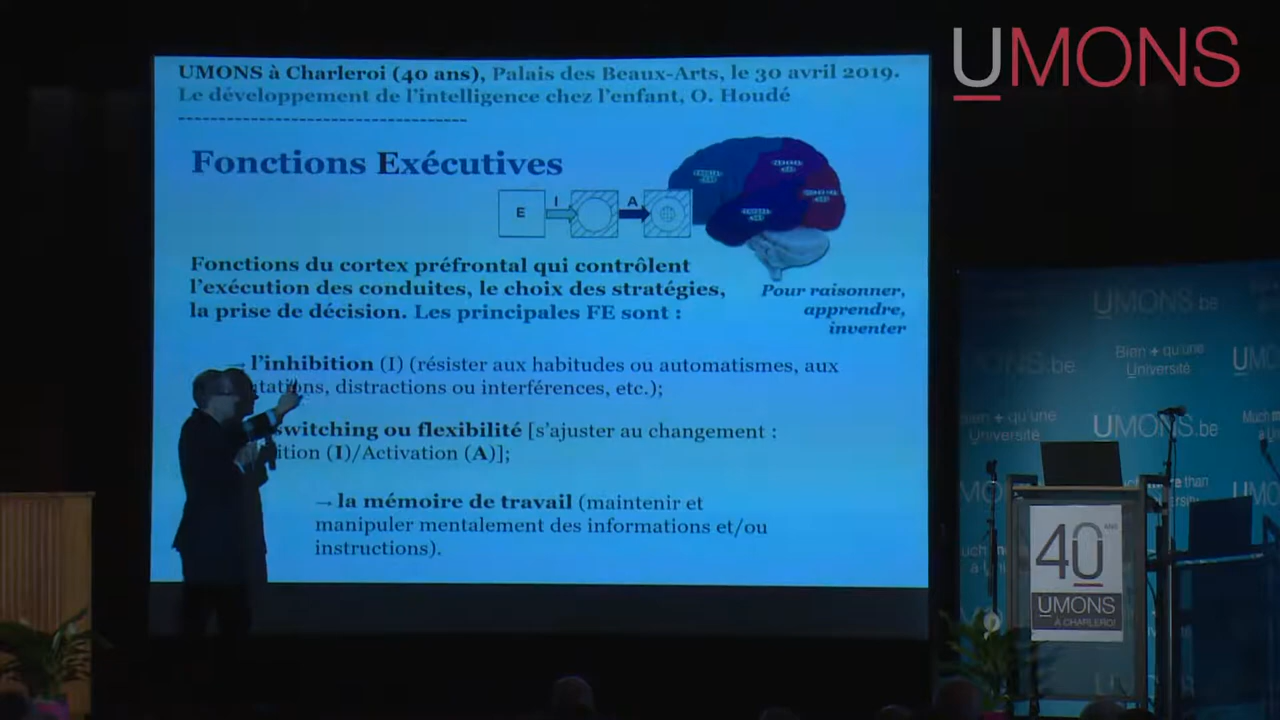 UMONS
UMONS à Charleroi (40 ans), Palais des Beaux-Arts, le 30 avril 2019.
Le développement de l'intelligence chez l'enfant, O. Houdé
---------------------------------
Fonctions Exécutives
E
I
A
Fonctions du cortex préfrontal qui contrôlent
l'exécution des conduites, le choix des stratégies,
la prise de décision. Les principales FE sont :
Pour raisonner,
apprendre,
inventer
→ l'inhibition (I) (résister aux habitudes ou automatismes, aux
distractions ou interférences, etc.);
switching ou flexibilité [s'ajuster au changement :
(I)/Activation (A)];
→ la mémoire de travail (maintenir et
manipuler mentalement des informations et/ou
instructions).
UMONS.be
Bien + qu'une
Université
UMONS.be
40
ANS
UMONS
À CHARLEROI